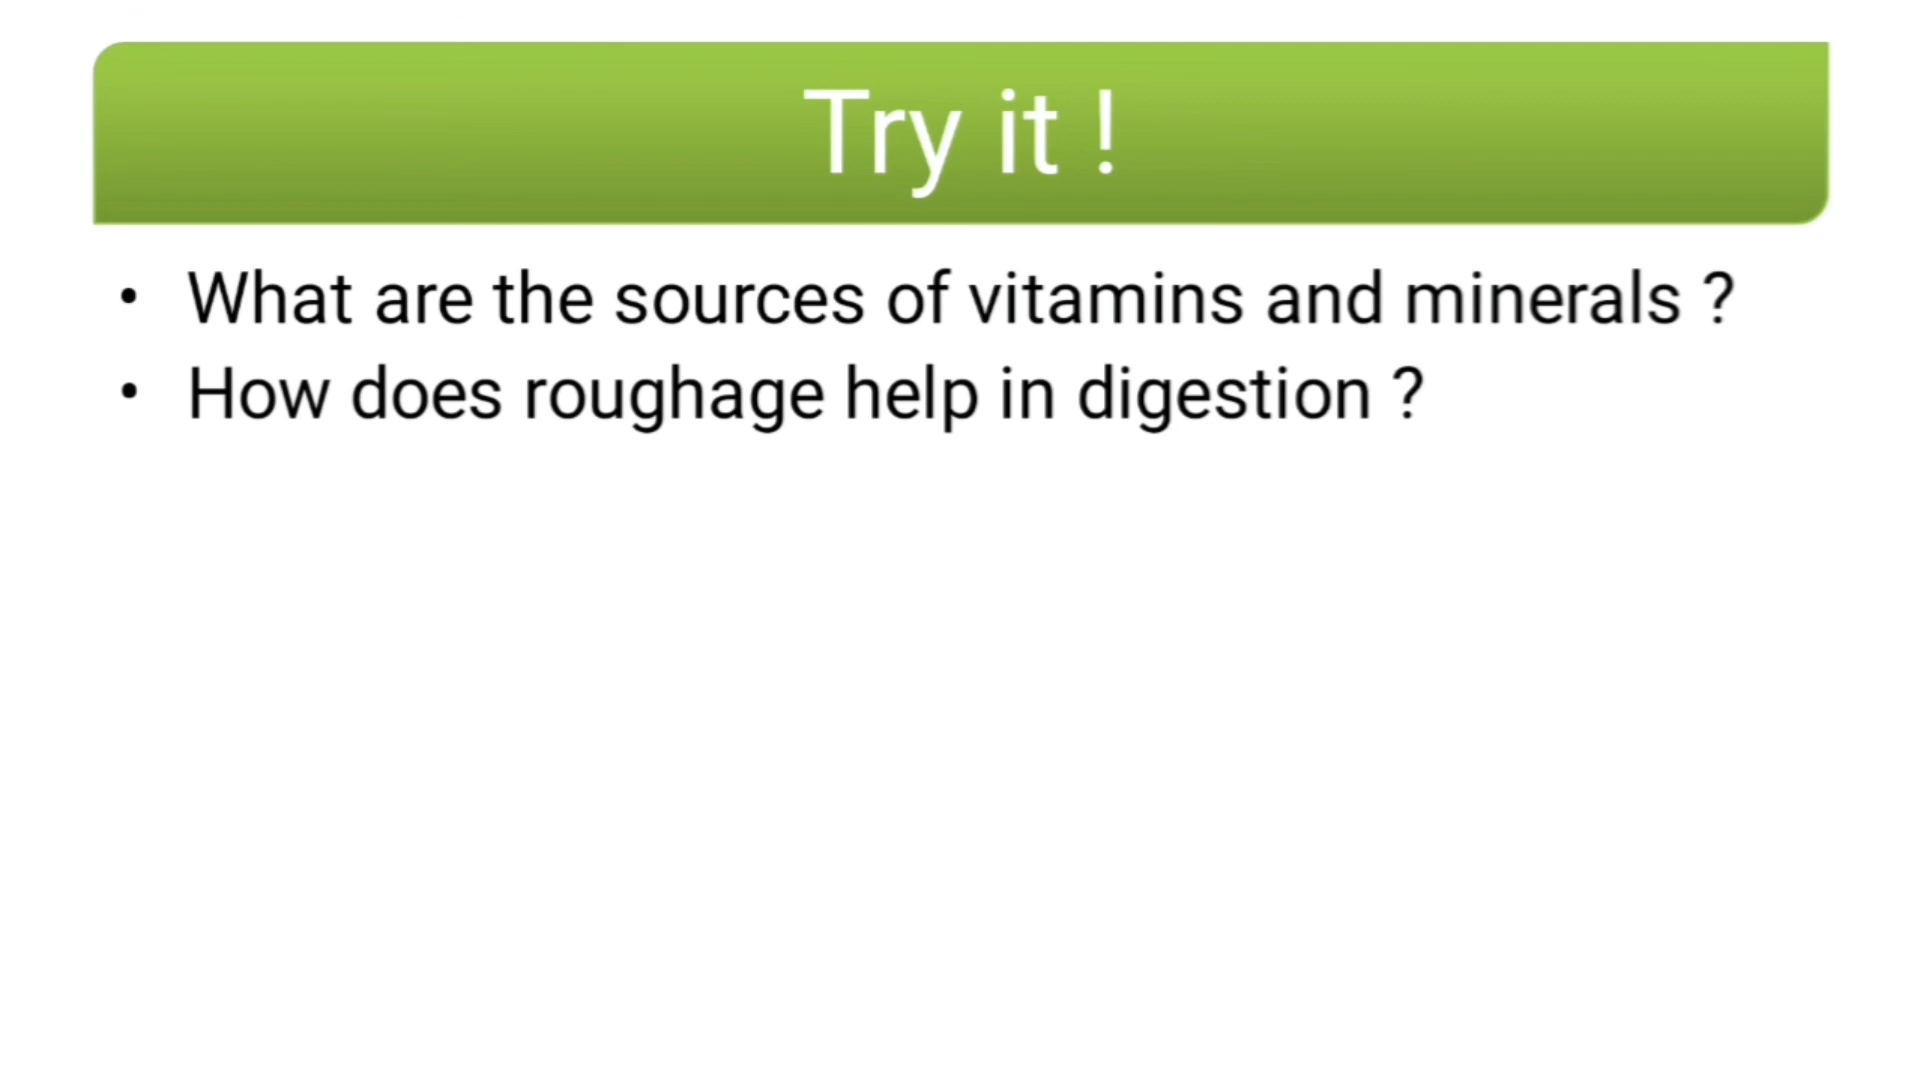 Try it !
• What are the sources of vitamins and minerals ?
• How does roughage help in digestion ?